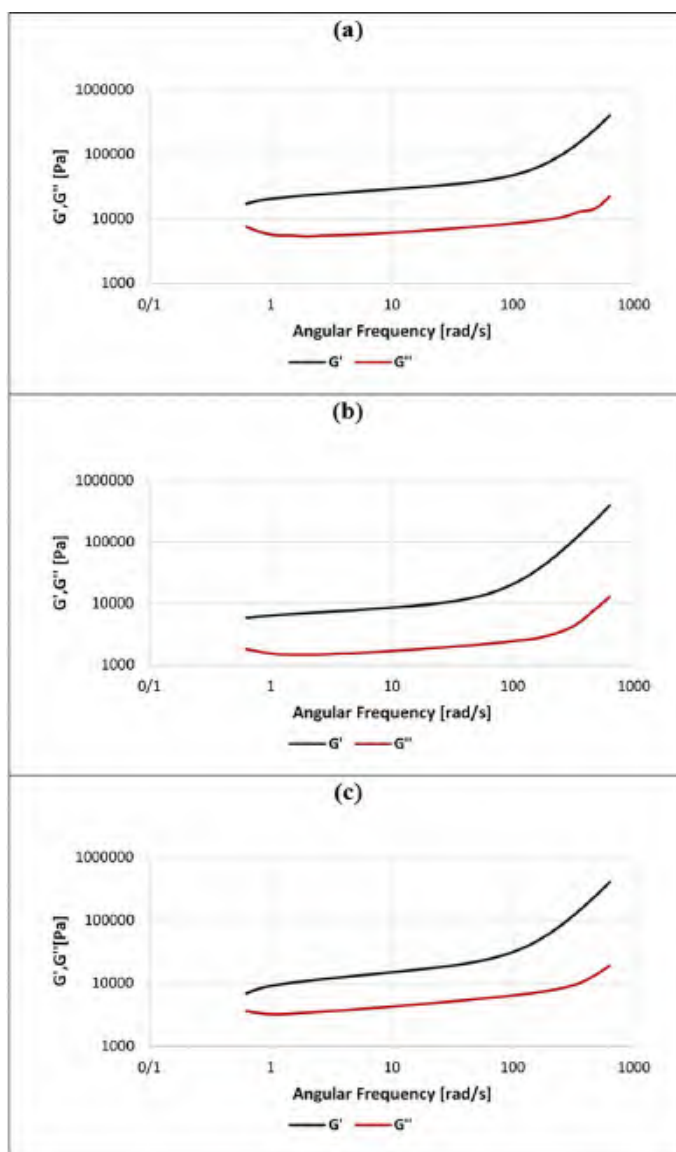 (a)
1000000
100000
10000
1000
G',G'' [Pa]
0/1 1 10 100 1000
Angular Frequency [rad/s]
G' G''
(b)
1000000
100000
10000
1000
G',G'' [Pa]
0/1 1 10 100 1000
Angular Frequency [rad/s]
G' G''
(c)
1000000
100000
10000
1000
G',G''[Pa]
0/1 1 10 100 1000
Angular Frequency [rad/s]
G' G''